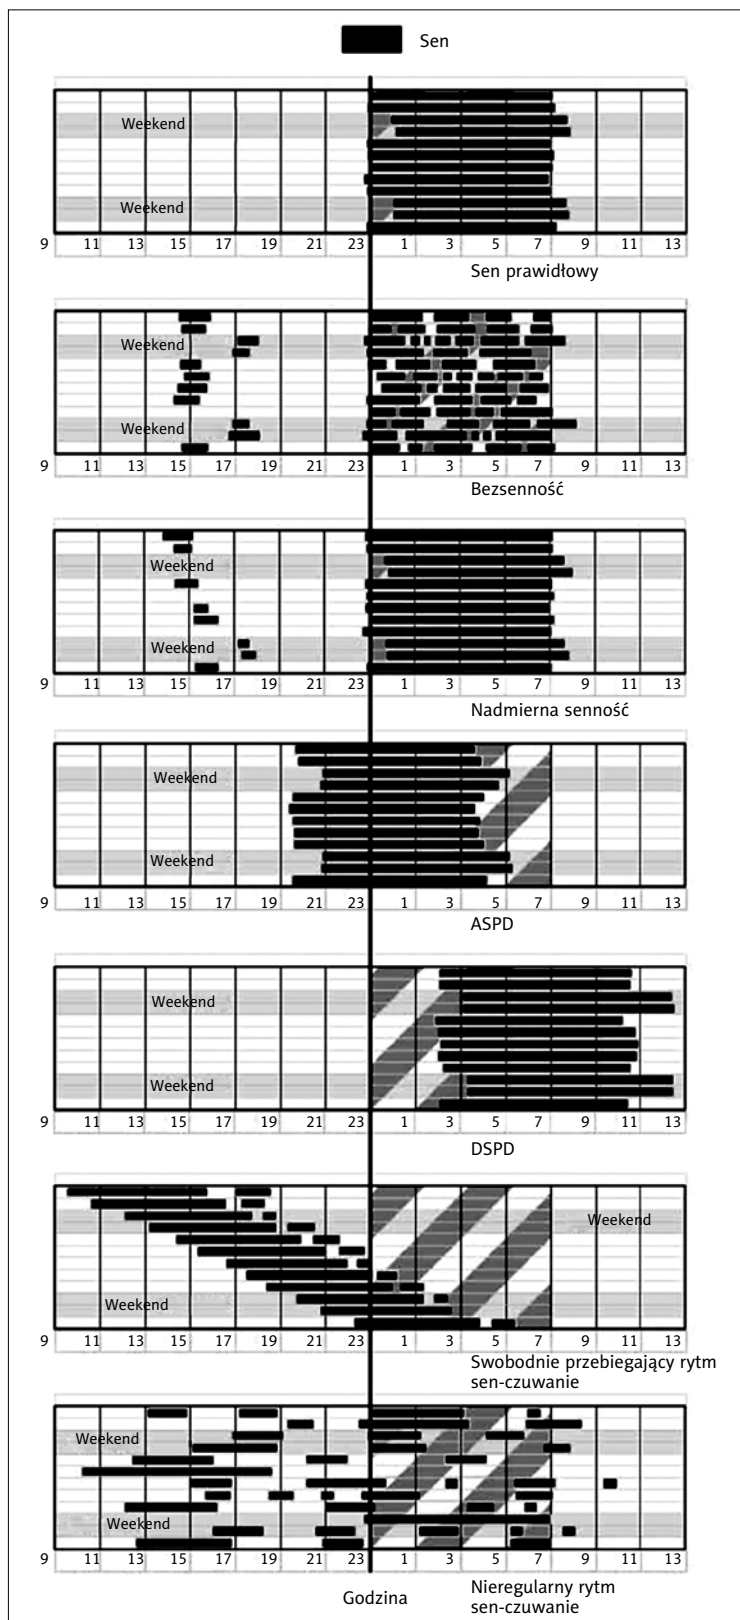 Sen
Weekend
Weekend
9 11 13 15 17 19 21 23 1 3 5 7 9 11 13
Sen prawidłowy
Weekend
Weekend
9 11 13 15 17 19 21 23 1 3 5 7 9 11 13
Bezsenność
Weekend
Weekend
9 11 13 15 17 19 21 23 1 3 5 7 9 11 13
Nadmierna senność
Weekend
Weekend
9 11 13 15 17 19 21 23 1 3 5 7 9 11 13
ASPD
Weekend
Weekend
9 11 13 15 17 19 21 23 1 3 5 7 9 11 13
DSPD
Weekend
Weekend
9 11 13 15 17 19 21 23 1 3 5 7 9 11 13
Swobodnie przebiegający rytm
sen-czuwanie
Weekend
Weekend
9 11 13 15 17 19 21 23 1 3 5 7 9 11 13
Godzina
Nieregularny rytm
sen-czuwanie